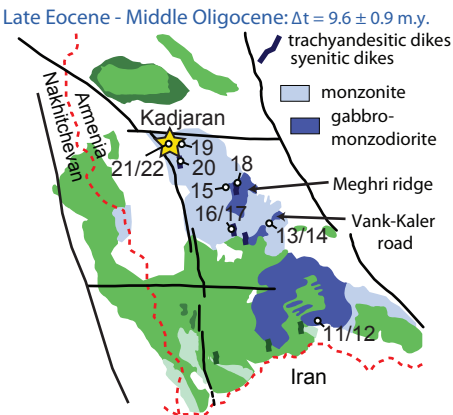 Late Eocene - Middle Oligocene: Δt = 9.6 ± 0.9 m.y.
trachyandesitic dikes
syenitic dikes
monzonite
gabbro-
monzodiorite
Nakhitchevan
Armenia
Kadjaran
19
21/22
20
18
15
Meghri ridge
16/17
Vank-Kaler
road
13/14
11/12
Iran